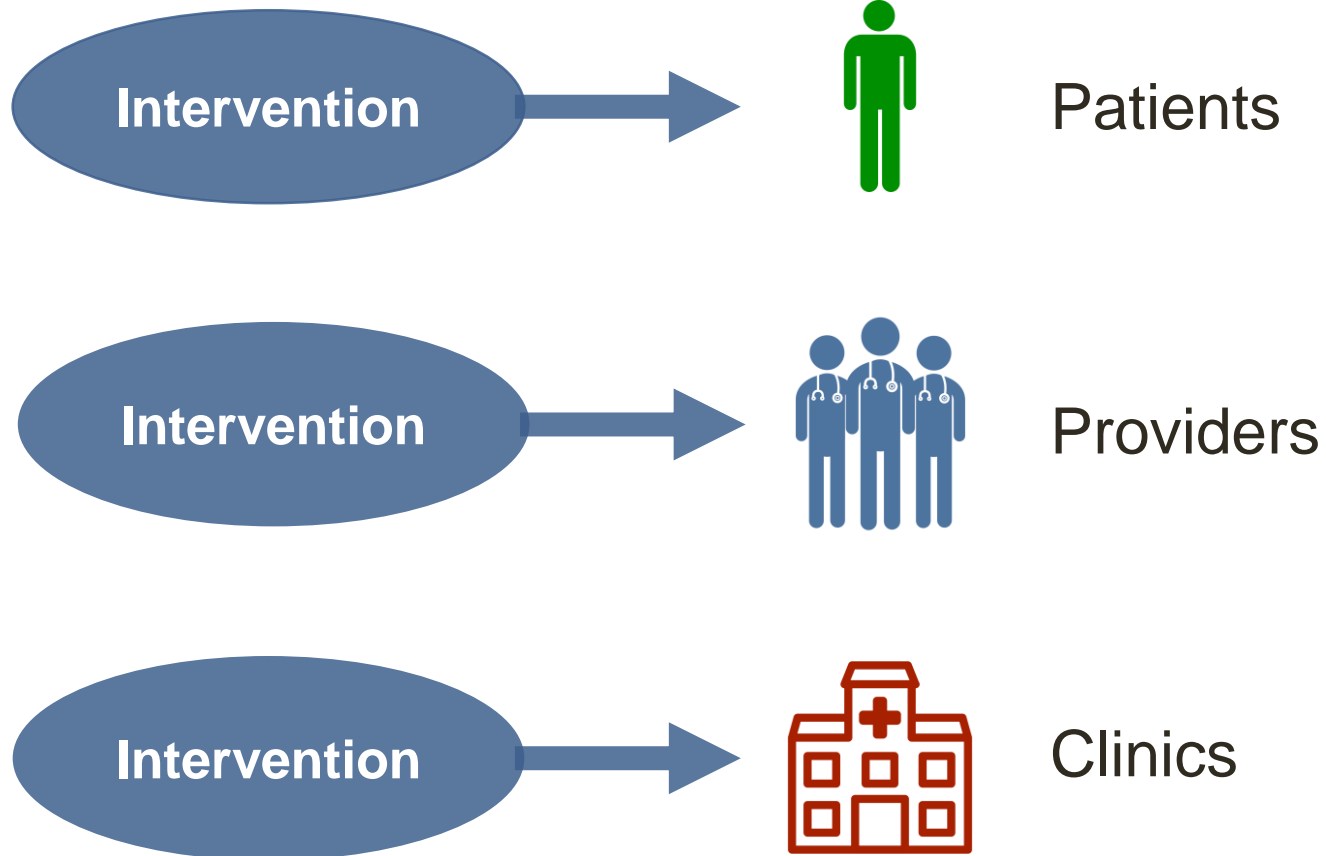 Intervention
Patients
Intervention
Providers
Intervention
Clinics